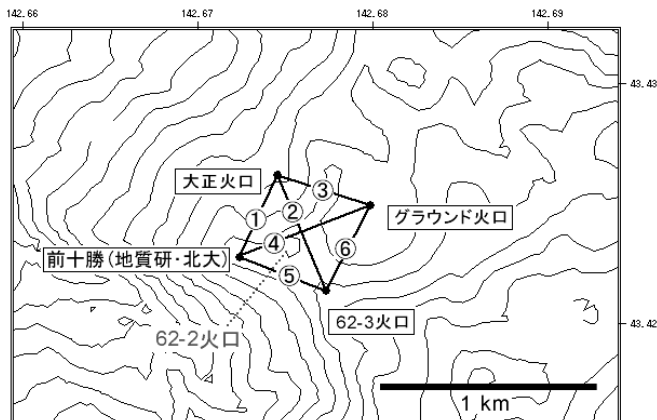 142.66
142.67
142.68
142.69
43.43
大正火口
③
①
②
グラウンド火口
④
⑥
前十勝(地質研・北大)
⑤
62-3火口
43.42
62-2火口
1 km